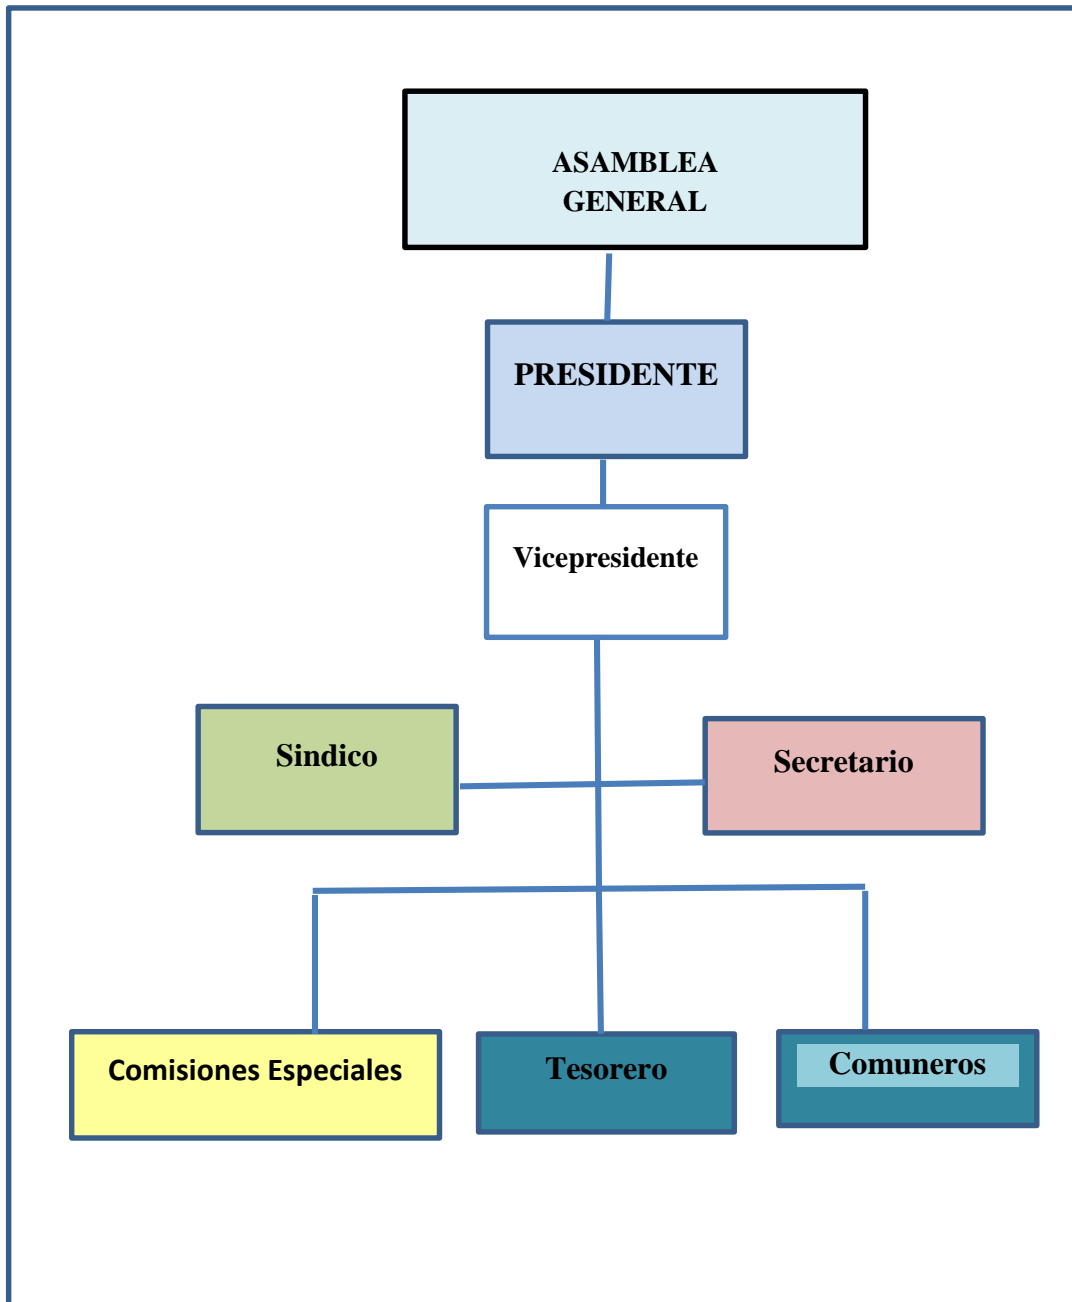 ASAMBLEA
GENERAL
PRESIDENTE
Vicepresidente
Sindico
Secretario
Comisiones Especiales
Tesorero
Comuneros